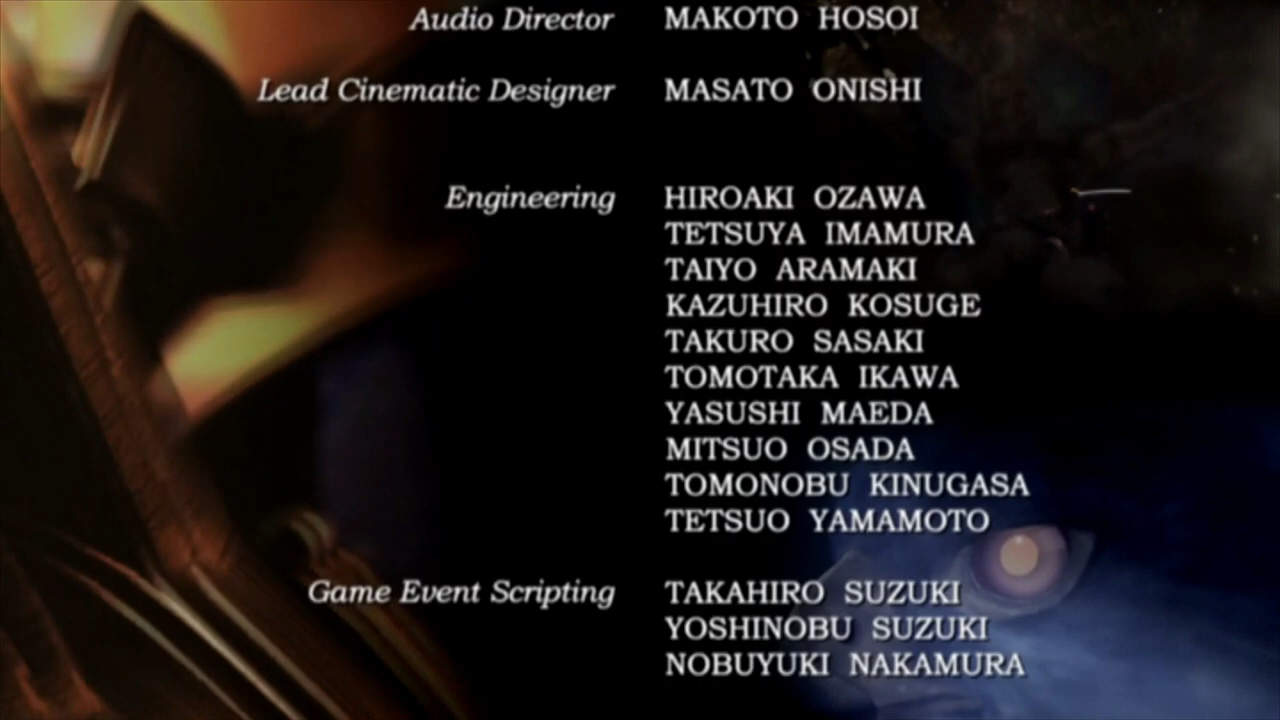 Audio Director MAKOTO HOSOI
Lead Cinematic Designer MASATO ONISHI
Engineering HIROAKI OZAWA
TETSUYA IMAMURA
TAIYO ARAMAKI
KAZUHIRO KOSUGE
TAKURO SASAKI
TOMOTAKA IKAWA
YASUSHI MAEDA
MITSUO OSADA
TOMONOBU KINUGASA
TETSUO YAMAMOTO
Game Event Scripting TAKAHIRO SUZUKI
YOSHINOBU SUZUKI
NOBUYUKI NAKAMURA